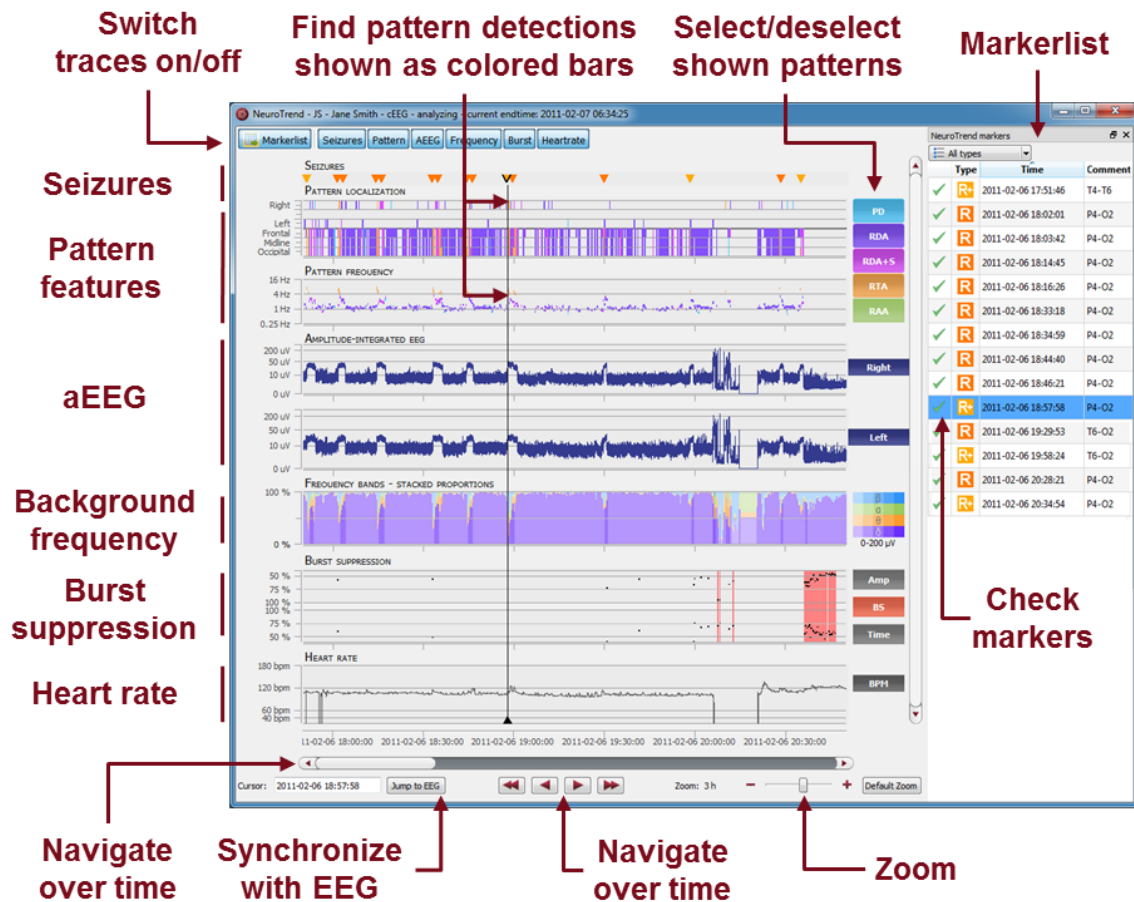 Switch
traces on/off
Find pattern detections
shown as colored bars
Select/deselect
shown patterns
Markerlist
NeuroTrend - JS - Jane Smith - cEEG - analyzing - current endtime: 2011-02-07 06:34:25
Markerlist Seizures Pattern AEEG Frequency Burst Heartrate
NeuroTrend markers
All types
Type Time Comment
R+ 2011-02-06 17:51:46 T4-T6
R 2011-02-06 18:02:01 P4-O2
R 2011-02-06 18:03:42 P4-O2
R 2011-02-06 18:14:45 P4-O2
R 2011-02-06 18:16:26 P4-O2
R 2011-02-06 18:33:18 P4-O2
R 2011-02-06 18:34:59 P4-O2
R 2011-02-06 18:44:40 P4-O2
R 2011-02-06 18:46:21 P4-O2
R+ 2011-02-06 18:57:58 P4-O2
R 2011-02-06 19:29:53 T6-O2
R+ 2011-02-06 19:58:24 T6-O2
R 2011-02-06 20:28:21 P4-O2
R+ 2011-02-06 20:34:54 P4-O2
Seizures
SEIZURES
Pattern
features
PATTERN LOCALIZATION
Right
Left
Frontal
Midline
Occipital
PATTERN FREQUENCY
16 Hz
4 Hz
1 Hz
0.25 Hz
PD
RDA
RDA+S
RTA
RAA
aEEG
AMPLITUDE-INTEGRATED EEG
200 uV
50 uV
10 uV
0 uV
Right
200 uV
50 uV
10 uV
0 uV
Left
Background
frequency
FREQUENCY BANDS - STACKED PROPORTIONS
100 %
0 %
β
α
θ
δ
0-200 µV
Burst
suppression
BURST SUPPRESSION
50 %
75 %
100 %
100 %
75 %
50 %
Amp
BS
Time
Check
markers
Heart rate
HEART RATE
180 bpm
120 bpm
60 bpm
40 bpm
BPM
11-02-06 18:00:00 2011-02-06 18:30:00 2011-02-06 19:00:00 2011-02-06 19:30:00 2011-02-06 20:00:00 2011-02-06 20:30:00
Cursor: 2011-02-06 18:57:58 Jump to EEG Zoom: 3 h Default Zoom
Navigate
over time
Synchronize
with EEG
Navigate
over time
Zoom